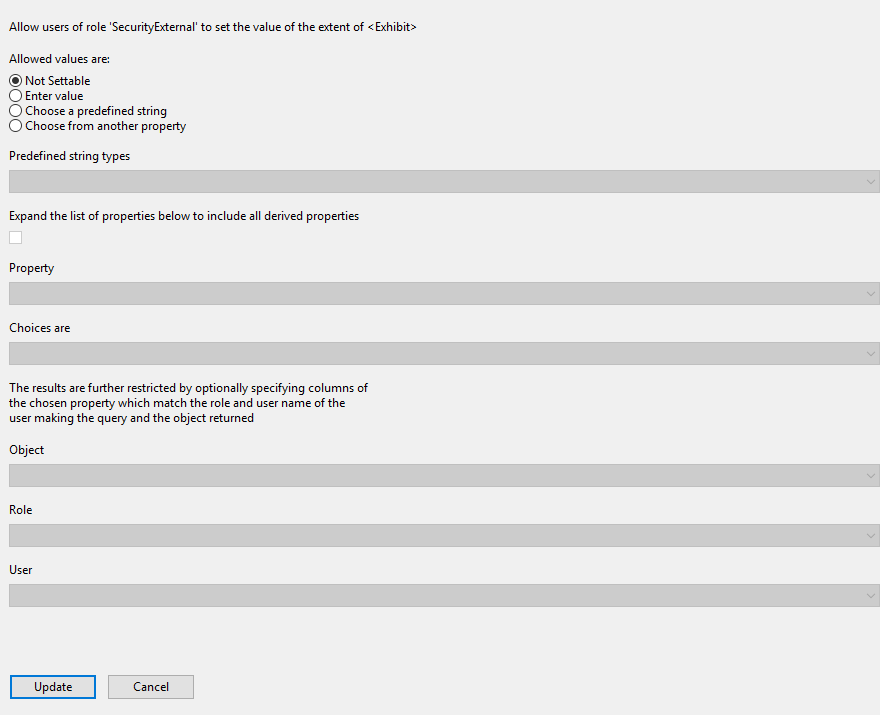 Allow users of role 'SecurityExternal' to set the value of the extent of <Exhibit>
Allowed values are:
Not Settable
Enter value
Choose a predefined string
Choose from another property
Predefined string types
Expand the list of properties below to include all derived properties
Property
Choices are
The results are further restricted by optionally specifying columns of
the chosen property which match the role and user name of the
user making the query and the object returned
Object
Role
User
Update
Cancel